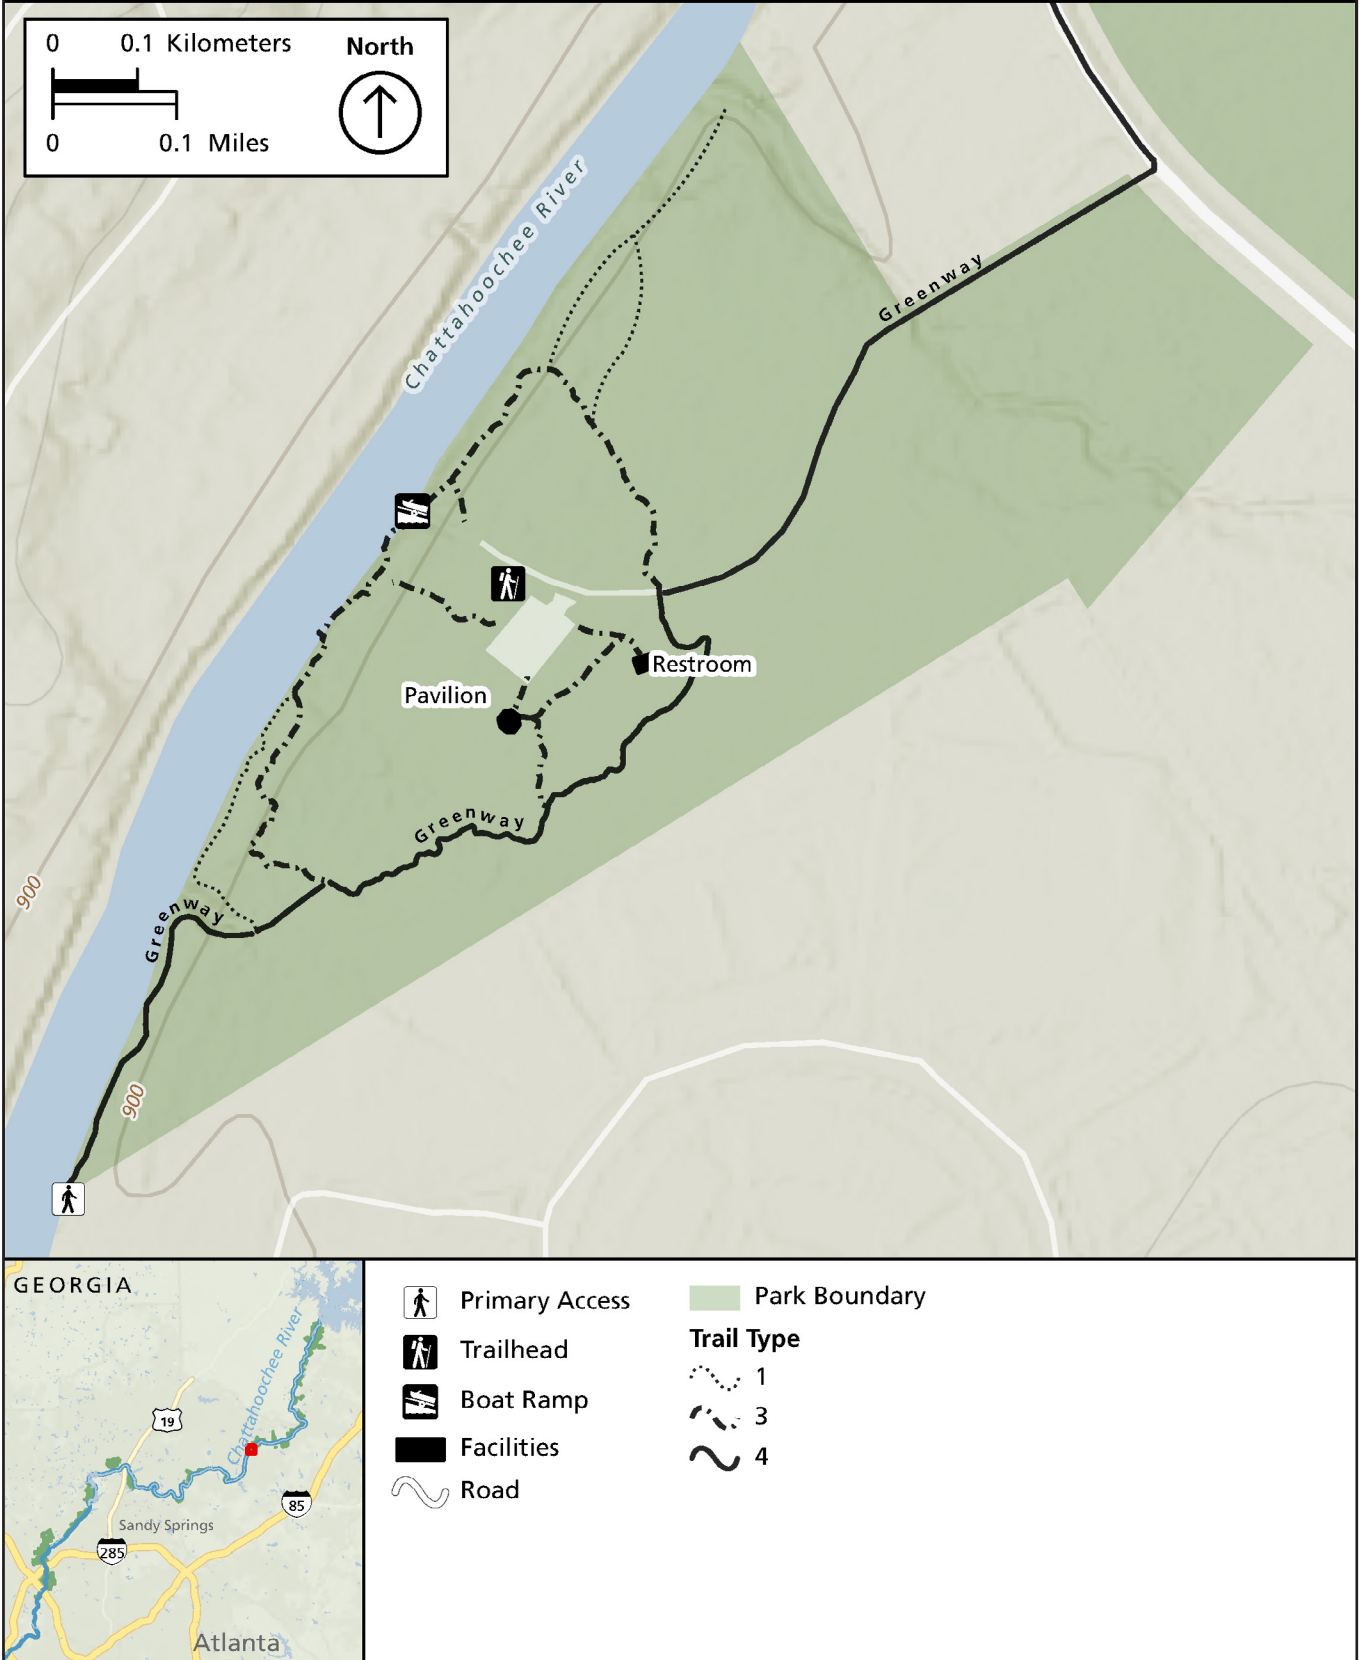 0 0.1 Kilometers
North
0 0.1 Miles
Chattahoochee River
Greenway
Restroom
Pavilion
Greenway
900
Greenway
900
GEORGIA
Chattahoochee River
19
85
Sandy Springs
285
Atlanta
Primary Access
Trailhead
Boat Ramp
Facilities
Road
Park Boundary
Trail Type
1
3
4